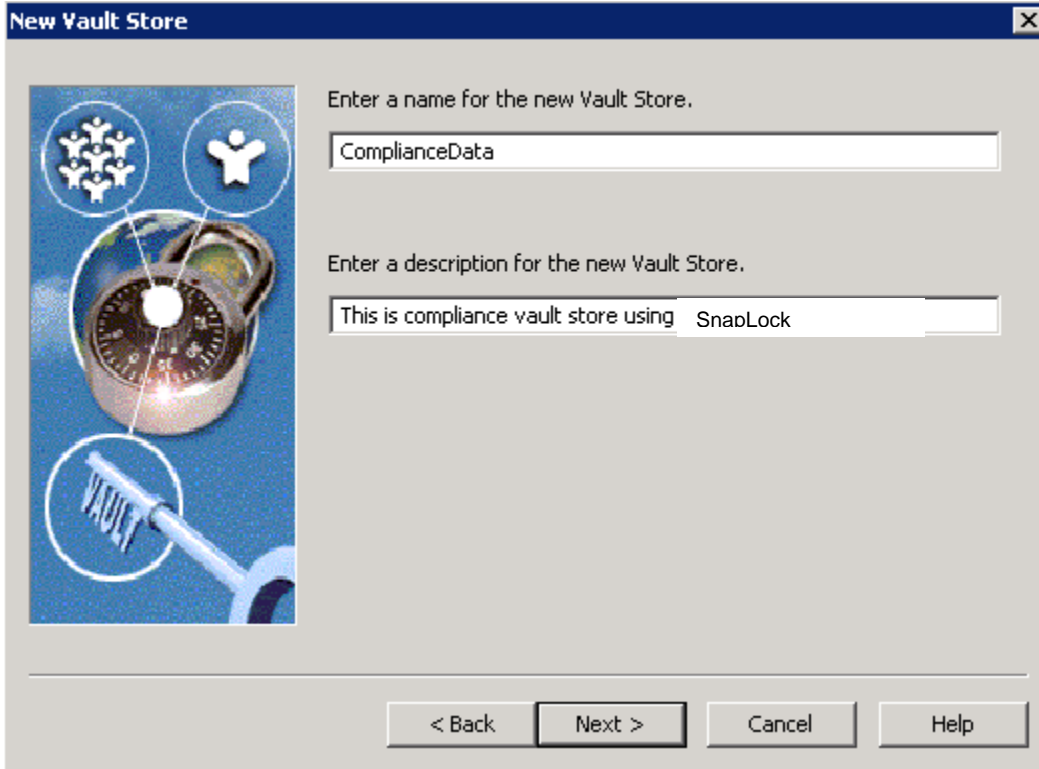 New Vault Store
Enter a name for the new Vault Store.
ComplianceData
Enter a description for the new Vault Store.
This is compliance vault store using SnapLock
VAULT
< Back
Next >
Cancel
Help